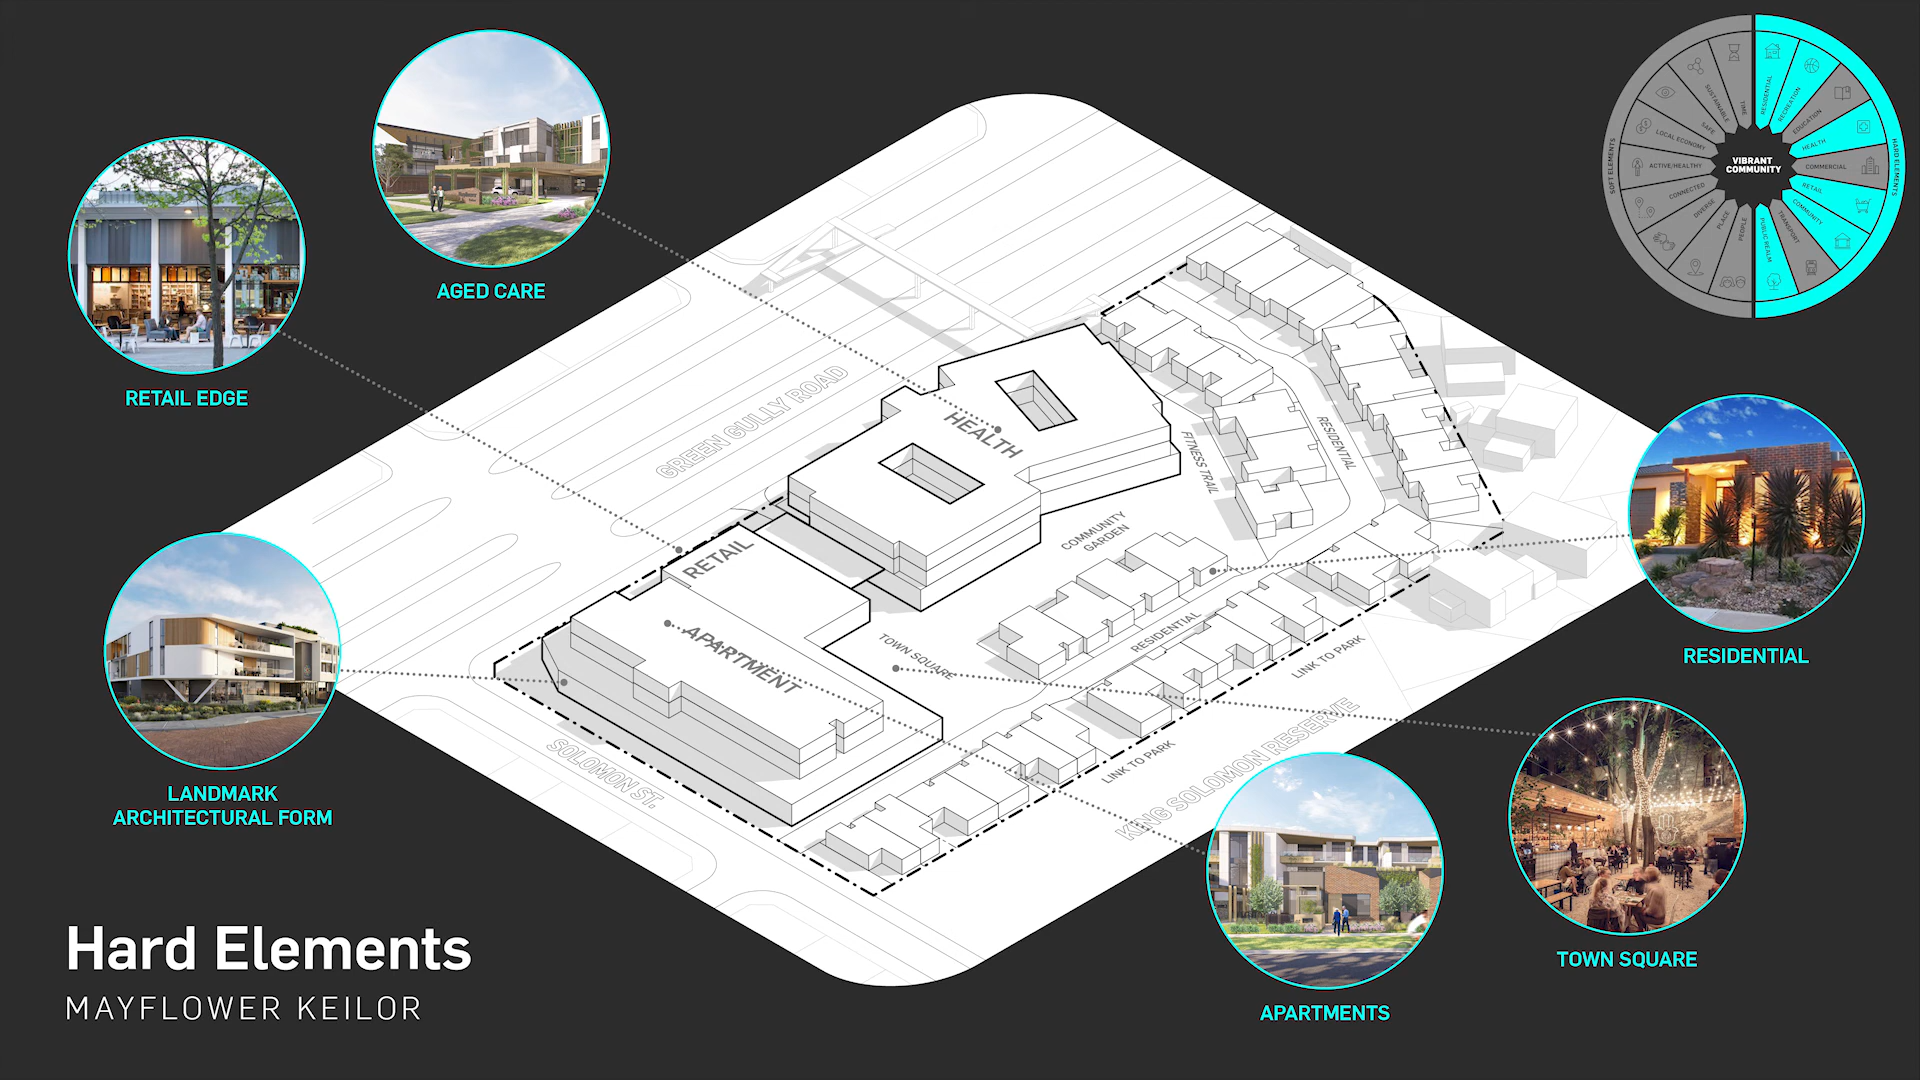 AGED CARE
RETAIL EDGE
LANDMARK
ARCHITECTURAL FORM
Hard Elements
MAYFLOWER KEILOR
GREEN GULLY ROAD
HEALTH
RETAIL
APARTMENT
TOWN SQUARE
COMMUNITY
GARDEN
FITNESS TRAIL
RESIDENTIAL
RESIDENTIAL
LINK TO PARK
LINK TO PARK
KING SOLOMON RESERVE
SOLOMON ST.
RESIDENTIAL
TOWN SQUARE
APARTMENTS
VIBRANT
COMMUNITY
HARD ELEMENTS
RESIDENTIAL
RECREATION
EDUCATION
HEALTH
COMMERCIAL
RETAIL
COMMUNITY
TRANSPORT
PUBLIC REALM
SOFT ELEMENTS
PEOPLE
PLACE
DIVERSE
CONNECTED
ACTIVE/HEALTHY
LOCAL ECONOMY
SAFE
SUSTAINABLE
TIME